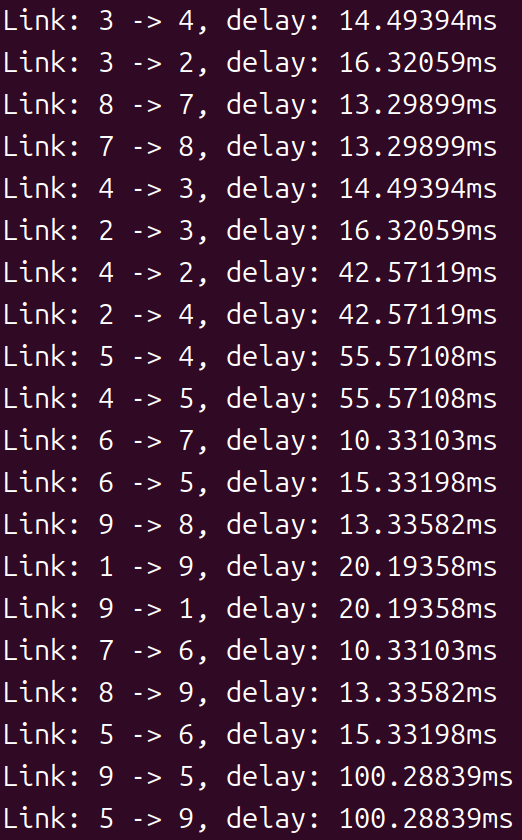 Link: 3 -> 4, delay: 14.49394ms
Link: 3 -> 2, delay: 16.32059ms
Link: 8 -> 7, delay: 13.29899ms
Link: 7 -> 8, delay: 13.29899ms
Link: 4 -> 3, delay: 14.49394ms
Link: 2 -> 3, delay: 16.32059ms
Link: 4 -> 2, delay: 42.57119ms
Link: 2 -> 4, delay: 42.57119ms
Link: 5 -> 4, delay: 55.57108ms
Link: 4 -> 5, delay: 55.57108ms
Link: 6 -> 7, delay: 10.33103ms
Link: 6 -> 5, delay: 15.33198ms
Link: 9 -> 8, delay: 13.33582ms
Link: 1 -> 9, delay: 20.19358ms
Link: 9 -> 1, delay: 20.19358ms
Link: 7 -> 6, delay: 10.33103ms
Link: 8 -> 9, delay: 13.33582ms
Link: 5 -> 6, delay: 15.33198ms
Link: 9 -> 5, delay: 100.28839ms
Link: 5 -> 9, delay: 100.28839ms